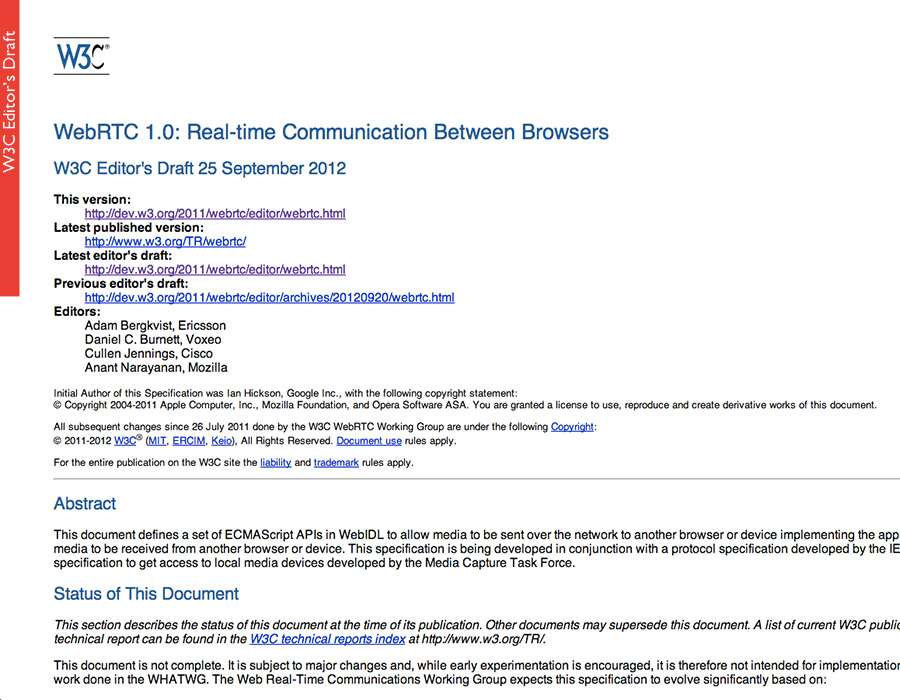 W3C Editor's Draft
W3C®
WebRTC 1.0: Real-time Communication Between Browsers
W3C Editor's Draft 25 September 2012
This version:
http://dev.w3.org/2011/webrtc/editor/webrtc.html
Latest published version:
http://www.w3.org/TR/webrtc/
Latest editor's draft:
http://dev.w3.org/2011/webrtc/editor/webrtc.html
Previous editor's draft:
http://dev.w3.org/2011/webrtc/editor/archives/20120920/webrtc.html
Editors:
Adam Bergkvist, Ericsson
Daniel C. Burnett, Voxeo
Cullen Jennings, Cisco
Anant Narayanan, Mozilla
Initial Author of this Specification was Ian Hickson, Google Inc., with the following copyright statement:
© Copyright 2004-2011 Apple Computer, Inc., Mozilla Foundation, and Opera Software ASA. You are granted a license to use, reproduce and create derivative works of this document.
All subsequent changes since 26 July 2011 done by the W3C WebRTC Working Group are under the following Copyright:
© 2011-2012 W3C® (MIT, ERCIM, Keio), All Rights Reserved. Document use rules apply.
For the entire publication on the W3C site the liability and trademark rules apply.
Abstract
This document defines a set of ECMAScript APIs in WebIDL to allow media to be sent over the network to another browser or device implementing the app
media to be received from another browser or device. This specification is being developed in conjunction with a protocol specification developed by the IE
specification to get access to local media devices developed by the Media Capture Task Force.
Status of This Document
This section describes the status of this document at the time of its publication. Other documents may supersede this document. A list of current W3C public
technical report can be found in the W3C technical reports index at http://www.w3.org/TR/.
This document is not complete. It is subject to major changes and, while early experimentation is encouraged, it is therefore not intended for implementation
work done in the WHATWG. The Web Real-Time Communications Working Group expects this specification to evolve significantly based on: